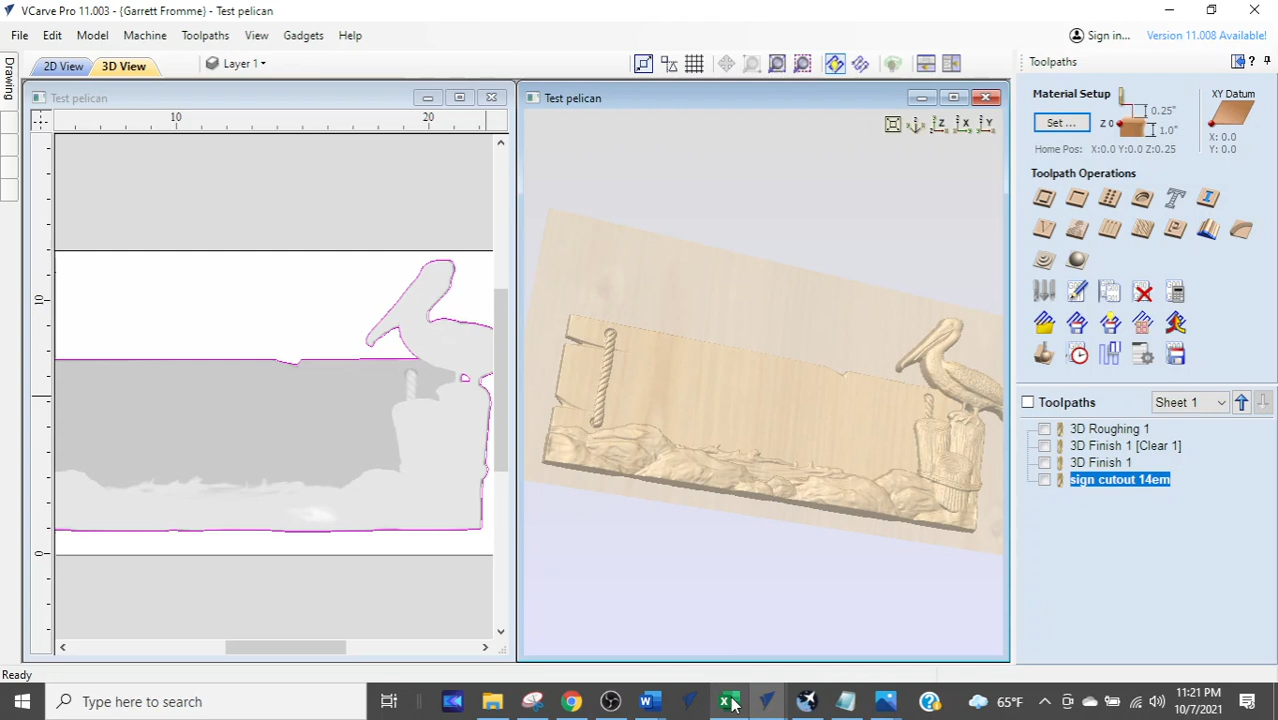 VCarve Pro 11.003 - {Garrett Fromme} - Test pelican
File Edit Model Machine Toolpaths View Gadgets Help
Sign in...
Version 11.008 Available!
Drawing
2D View
3D View
Layer 1
Test pelican
10
20
10
0
Test pelican
Z
X
Y
Toolpaths
?
Material Setup
Set ...
Z 0
0.25"
1.0"
Home Pos: X:0.0 Y:0.0 Z:0.25
XY Datum
X: 0.0
Y: 0.0
Toolpath Operations
Toolpaths
Sheet 1
3D Roughing 1
3D Finish 1 [Clear 1]
3D Finish 1
sign cutout 14em
Ready
Type here to search
65°F
11:21 PM
10/7/2021